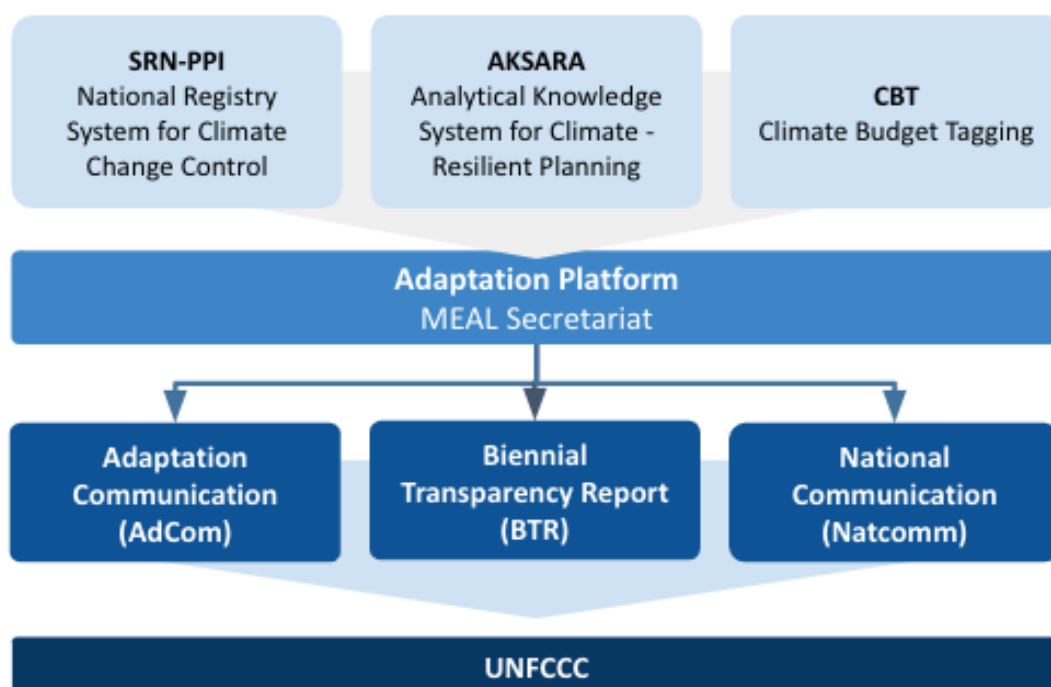 SRN-PPI
National Registry
System for Climate
Change Control
AKSARA
Analytical Knowledge
System for Climate -
Resilient Planning
CBT
Climate Budget Tagging
Adaptation Platform
MEAL Secretariat
Adaptation
Communication
(AdCom)
Biennial
Transparency Report
(BTR)
National
Communication
(Natcomm)
UNFCCC